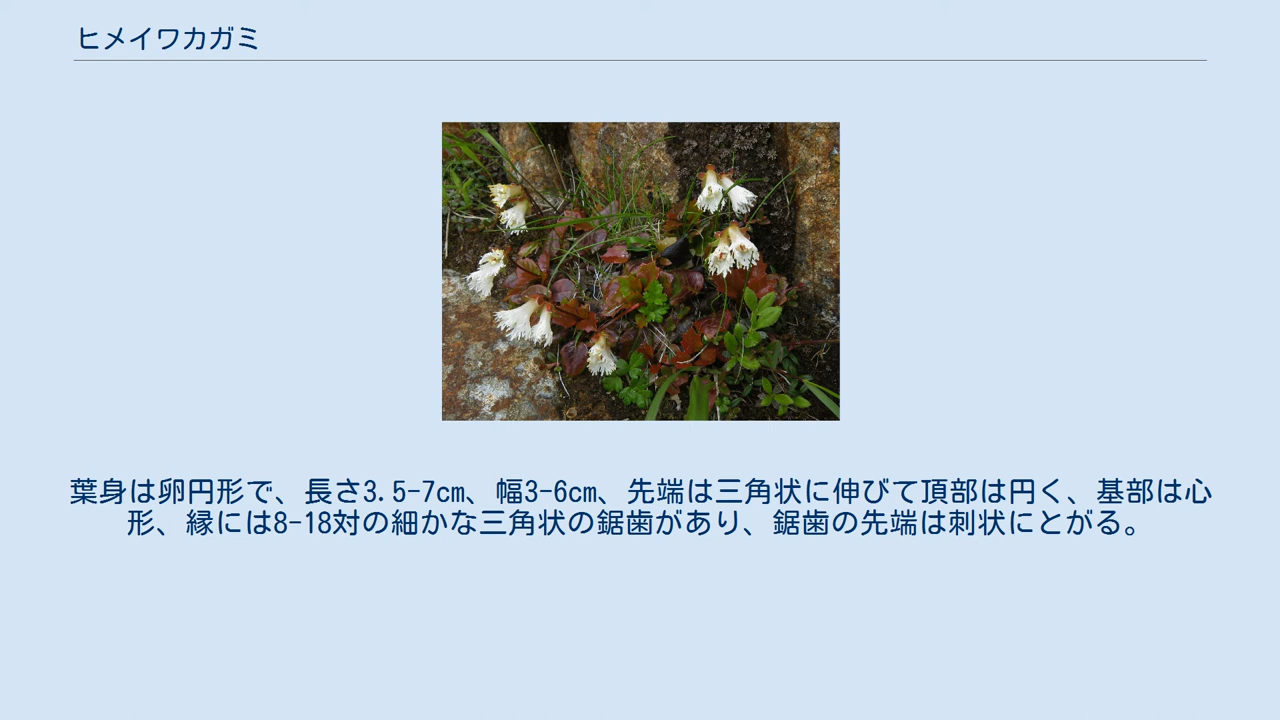 ヒメイワカガミ
葉身は卵円形で、長さ3.5-7cm、幅3-6cm、先端は三角状に伸びて頂部は円く、基部は心
形、縁には8-18対の細かな三角状の鋸歯があり、鋸歯の先端は刺状にとがる。